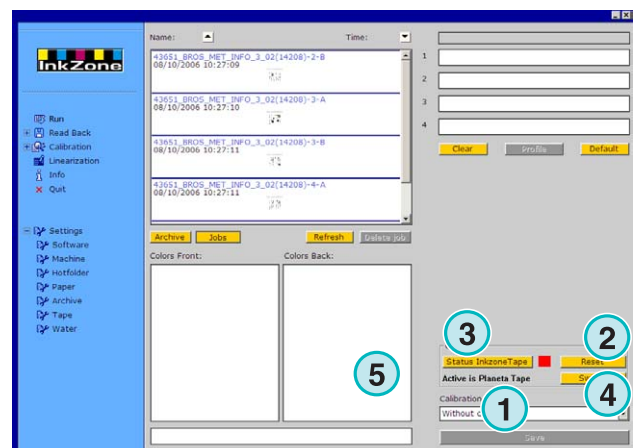 InkZone
Run
Read Back
Calibration
Linearization
Info
Quit
Settings
Software
Machine
Hotfolder
Paper
Archive
Tape
Water
Name: Time:
43651_BROS_MET_INFO_3_02(14208)-2-B
08/10/2006 10:27:09
43651_BROS_MET_INFO_3_02(14208)-3-A
08/10/2006 10:27:10
43651_BROS_MET_INFO_3_02(14208)-3-B
08/10/2006 10:27:11
43651_BROS_MET_INFO_3_02(14208)-4-A
08/10/2006 10:27:11
Archive Jobs Refresh Delete job
Colors Front: Colors Back:
5
1
2
3
4
Clear Profile Default
3 2
Status InkzoneTape Reset
Active is Planeta Tape
4
Calibration
1
Without
Save